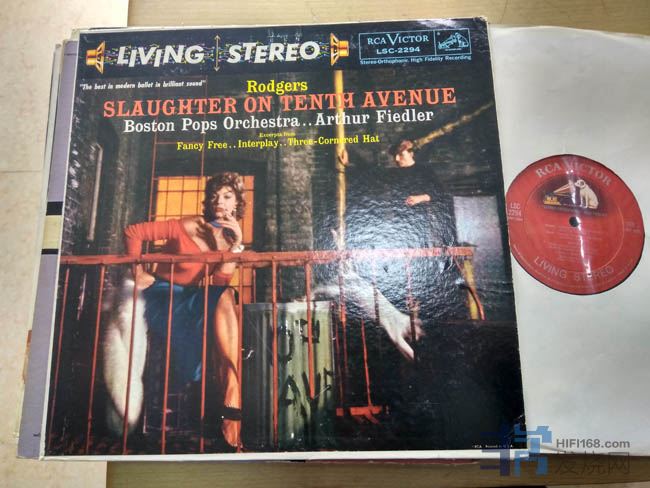 LIVING STEREO
RCA VICTOR
LSC-2294
Stereo-Orthophonic High Fidelity Recording
"The best in modern ballet in brilliant sound"
Rodgers
SLAUGHTER ON TENTH AVENUE
Boston Pops Orchestra..Arthur Fiedler
Excerpts from
Fancy Free..Interplay..Three-Cornered Hat
RCA VICTOR
LSC
2294
LIVING STEREO
HIFI168.com
发烧网